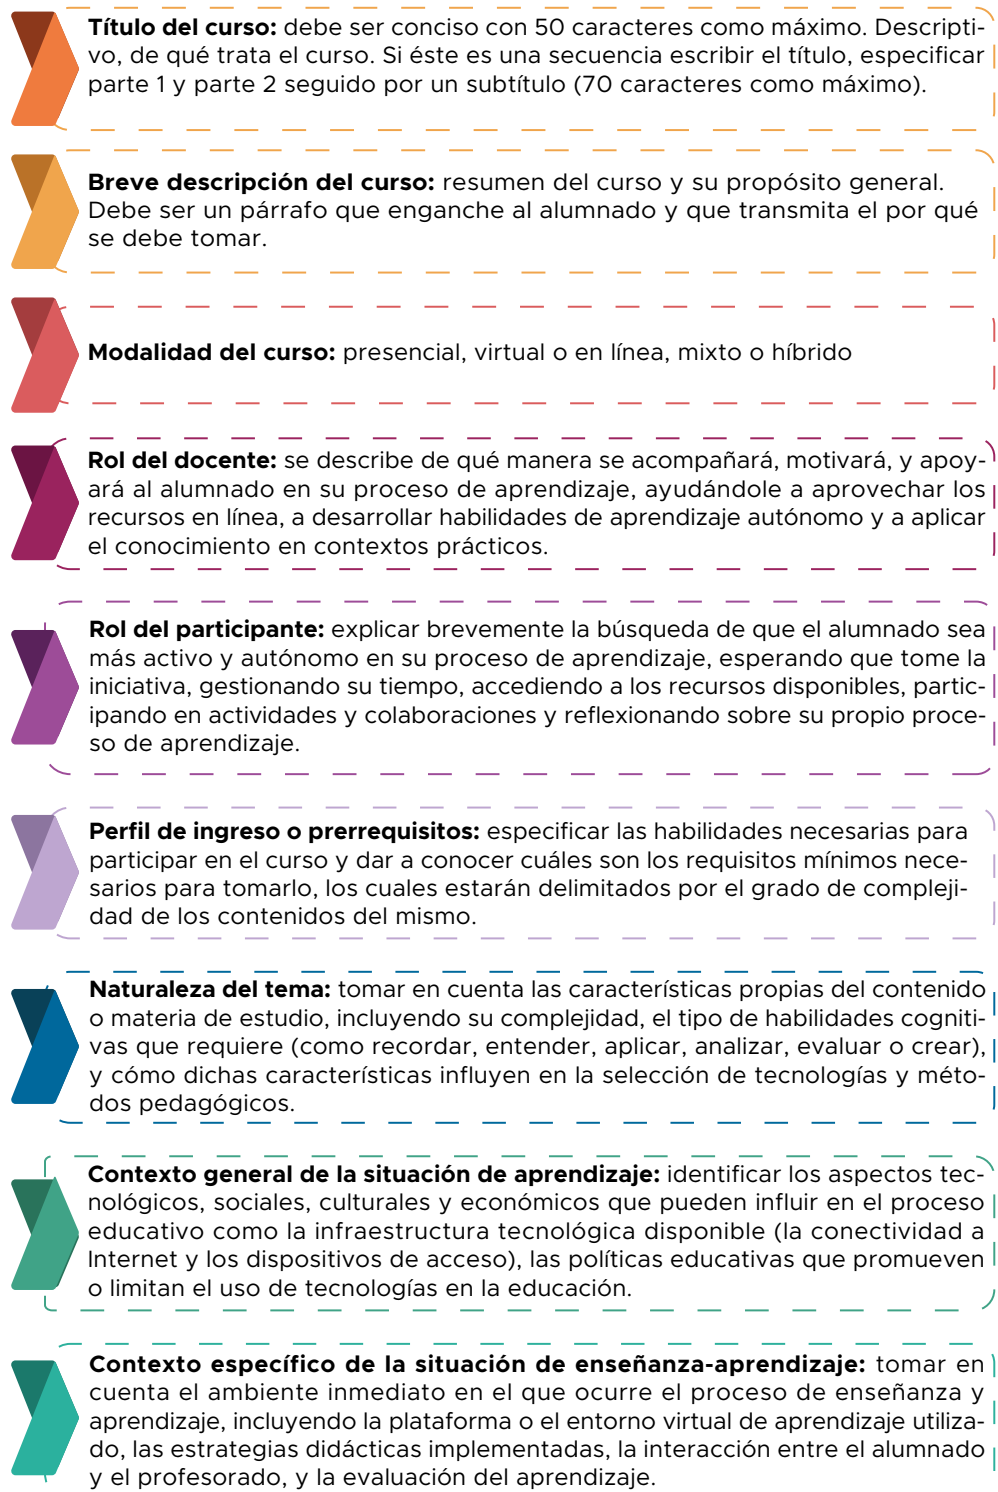 Título del curso: debe ser conciso con 50 caracteres como máximo. Descripti-
vo, de qué trata el curso. Si éste es una secuencia escribir el título, especificar
parte 1 y parte 2 seguido por un subtítulo (70 caracteres como máximo).
Breve descripción del curso: resumen del curso y su propósito general.
Debe ser un párrafo que enganche al alumnado y que transmita el por qué
se debe tomar.
Modalidad del curso: presencial, virtual o en línea, mixto o híbrido
Rol del docente: se describe de qué manera se acompañará, motivará, y apoy-
ará al alumnado en su proceso de aprendizaje, ayudándole a aprovechar los
recursos en línea, a desarrollar habilidades de aprendizaje autónomo y a aplicar
el conocimiento en contextos prácticos.
Rol del participante: explicar brevemente la búsqueda de que el alumnado sea
más activo y autónomo en su proceso de aprendizaje, esperando que tome la
iniciativa, gestionando su tiempo, accediendo a los recursos disponibles, partic-
ipando en actividades y colaboraciones y reflexionando sobre su propio proce-
so de aprendizaje.
Perfil de ingreso o prerrequisitos: especificar las habilidades necesarias para
participar en el curso y dar a conocer cuáles son los requisitos mínimos nece-
sarios para tomarlo, los cuales estarán delimitados por el grado de compleji-
dad de los contenidos del mismo.
Naturaleza del tema: tomar en cuenta las características propias del contenido
o materia de estudio, incluyendo su complejidad, el tipo de habilidades cogniti-
vas que requiere (como recordar, entender, aplicar, analizar, evaluar o crear),
y cómo dichas características influyen en la selección de tecnologías y méto-
dos pedagógicos.
Contexto general de la situación de aprendizaje: identificar los aspectos tec-
nológicos, sociales, culturales y económicos que pueden influir en el proceso
educativo como la infraestructura tecnológica disponible (la conectividad a
Internet y los dispositivos de acceso), las políticas educativas que promueven
o limitan el uso de tecnologías en la educación.
Contexto específico de la situación de enseñanza-aprendizaje: tomar en
cuenta el ambiente inmediato en el que ocurre el proceso de enseñanza y
aprendizaje, incluyendo la plataforma o el entorno virtual de aprendizaje utiliza-
do, las estrategias didácticas implementadas, la interacción entre el alumnado
y el profesorado, y la evaluación del aprendizaje.